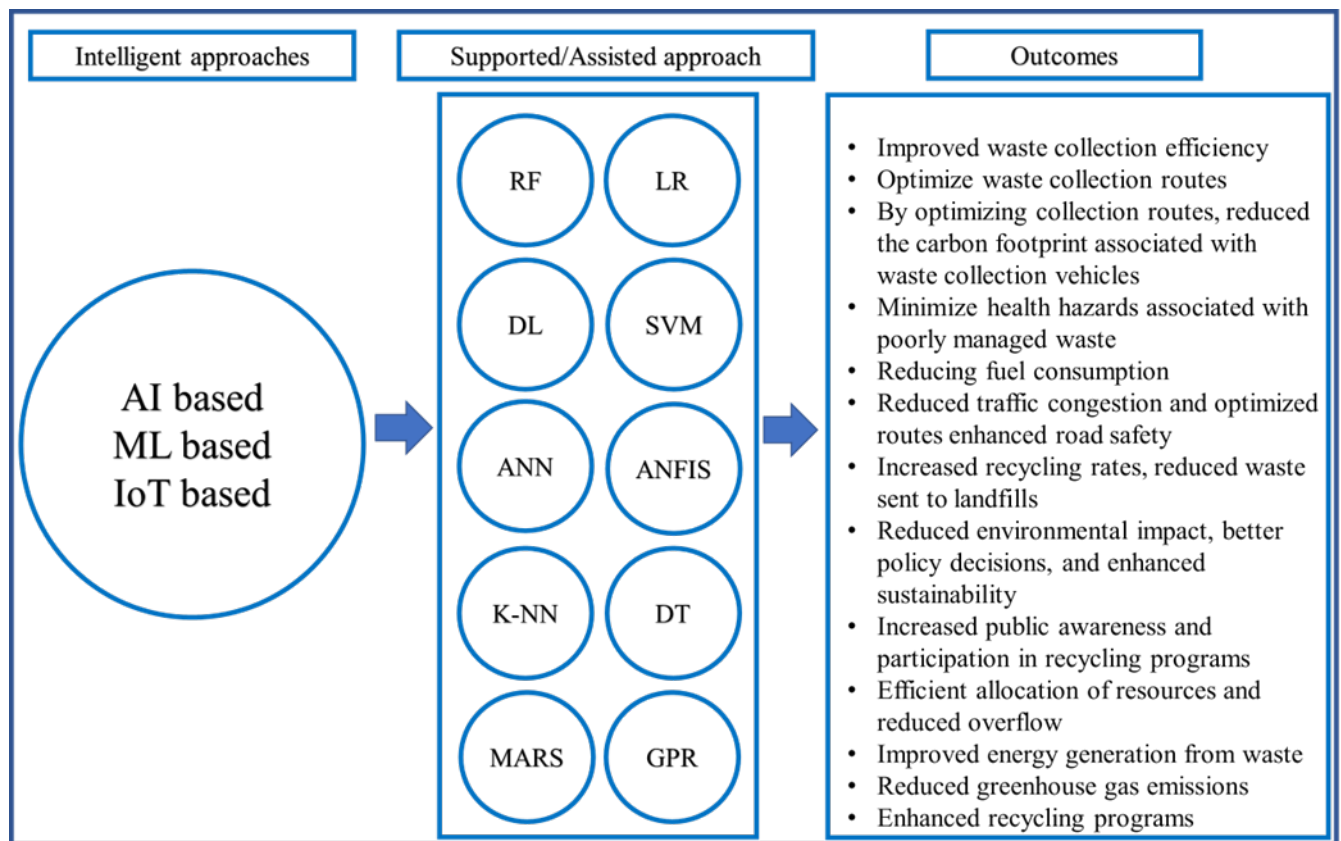 Intelligent approaches
Supported/Assisted approach
Outcomes
AI based
ML based
IoT based
RF
LR
DL
SVM
ANN
ANFIS
K-NN
DT
MARS
GPR
• Improved waste collection efficiency
• Optimize waste collection routes
• By optimizing collection routes, reduced
the carbon footprint associated with
waste collection vehicles
• Minimize health hazards associated with
poorly managed waste
• Reducing fuel consumption
• Reduced traffic congestion and optimized
routes enhanced road safety
• Increased recycling rates, reduced waste
sent to landfills
• Reduced environmental impact, better
policy decisions, and enhanced
sustainability
• Increased public awareness and
participation in recycling programs
• Efficient allocation of resources and
reduced overflow
• Improved energy generation from waste
• Reduced greenhouse gas emissions
• Enhanced recycling programs